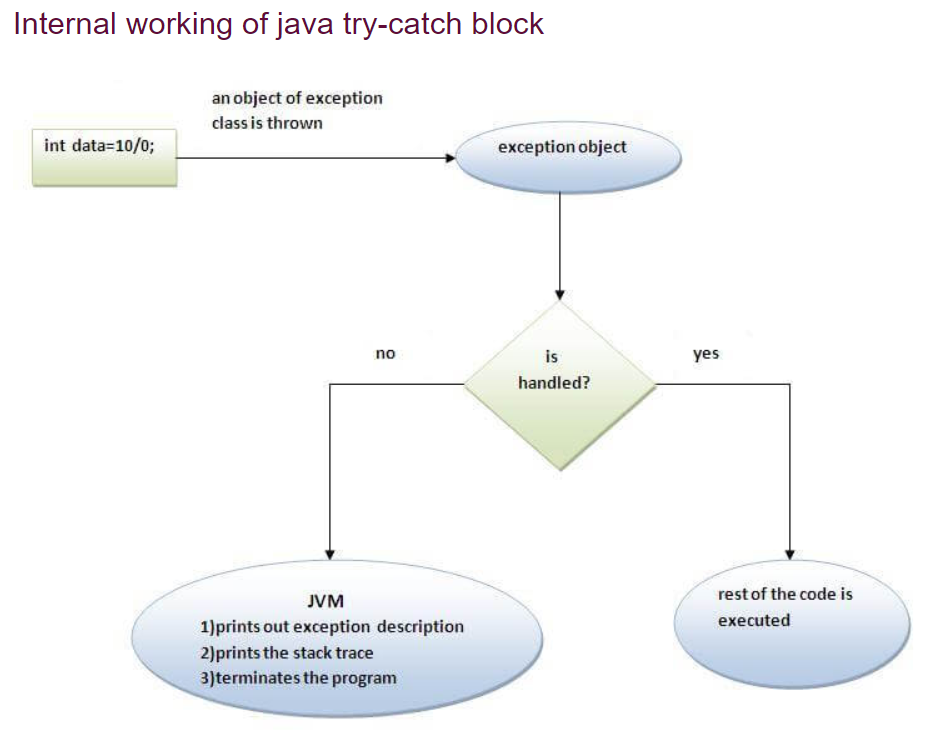 Internal working of java try-catch block
an object of exception
class is thrown
int data=10/0;
exception object
no
is
handled?
yes
JVM
1)prints out exception description
2)prints the stack trace
3)terminates the program
rest of the code is
executed